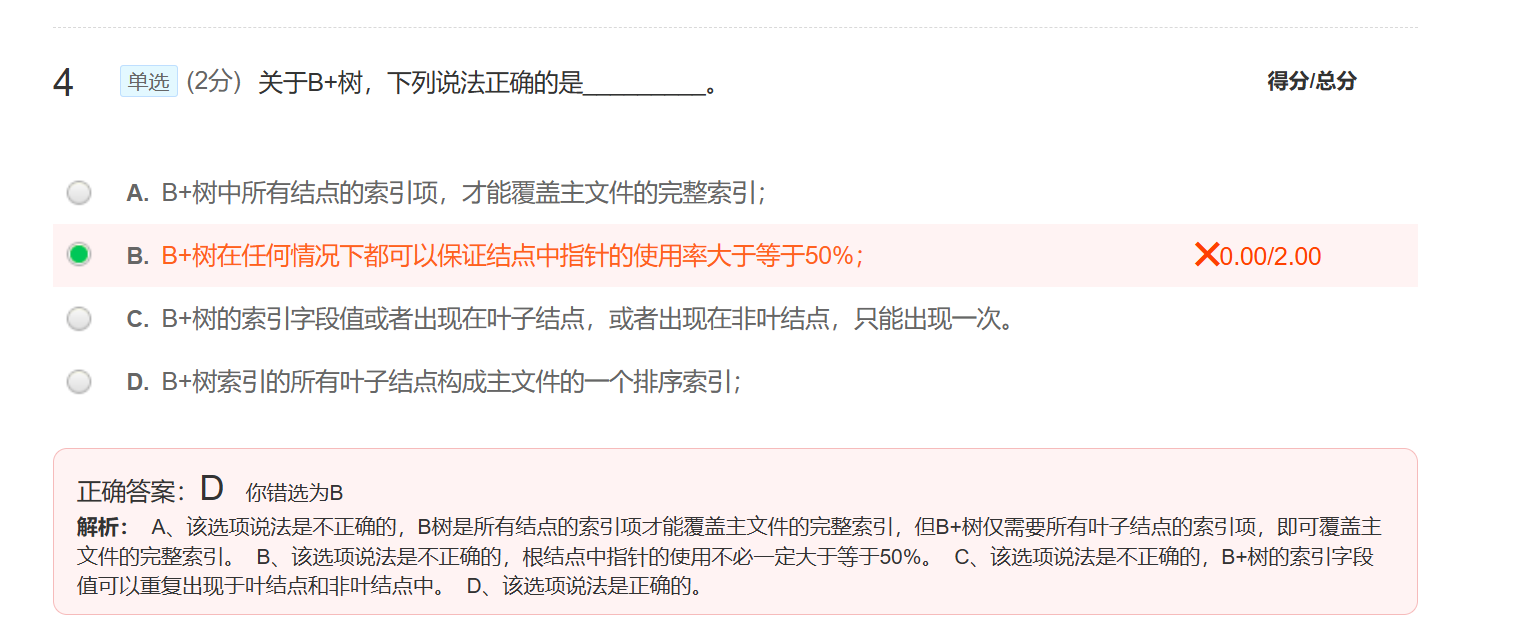 4 单选 (2分) 关于B+树，下列说法正确的是_________。 得分/总分
A. B+树中所有结点的索引项，才能覆盖主文件的完整索引；
B. B+树在任何情况下都可以保证结点中指针的使用率大于等于50%； ✕0.00/2.00
C. B+树的索引字段值或者出现在叶子结点，或者出现在非叶结点，只能出现一次。
D. B+树索引的所有叶子结点构成主文件的一个排序索引；
正确答案：D 你错选为B
解析： A、该选项说法是不正确的，B树是所有结点的索引项才能覆盖主文件的完整索引，但B+树仅需要所有叶子结点的索引项，即可覆盖主
文件的完整索引。 B、该选项说法是不正确的，根结点中指针的使用不必一定大于等于50%。 C、该选项说法是不正确的，B+树的索引字段
值可以重复出现于叶结点和非叶结点中。 D、该选项说法是正确的。